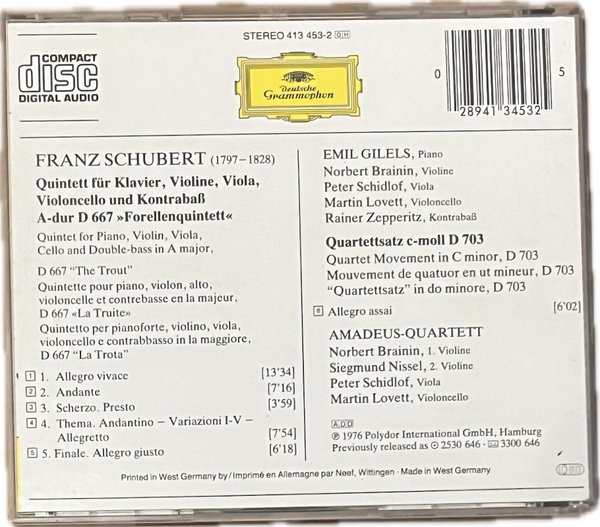 COMPACT
disc
DIGITAL AUDIO
STEREO 413 453-2 GH
Deutsche
Grammophon
0 28941 34532 5
FRANZ SCHUBERT (1797–1828)
Quintett für Klavier, Violine, Viola,
Violoncello und Kontrabaß
A-dur D 667 »Forellenquintett«
Quintet for Piano, Violin, Viola,
Cello and Double-bass in A major,
D 667 “The Trout”
Quintette pour piano, violon, alto,
violoncelle et contrebasse en la majeur,
D 667 «La Truite»
Quintetto per pianoforte, violino, viola,
violoncello e contrabbasso in la maggiore,
D 667 “La Trota”
1 1. Allegro vivace [13'34]
2 2. Andante [7'16]
3 3. Scherzo. Presto [3'59]
4 4. Thema. Andantino – Variazioni I-V –
Allegretto [7'54]
5 5. Finale. Allegro giusto [6'18]
EMIL GILELS, Piano
Norbert Brainin, Violine
Peter Schidlof, Viola
Martin Lovett, Violoncello
Rainer Zepperitz, Kontrabaß
Quartettsatz c-moll D 703
Quartet Movement in C minor, D 703
Mouvement de quatuor en ut mineur, D 703
“Quartettsatz” in do minore, D 703
6 Allegro assai [6'02]
AMADEUS-QUARTETT
Norbert Brainin, 1. Violine
Siegmund Nissel, 2. Violine
Peter Schidlof, Viola
Martin Lovett, Violoncello
ADD
℗ 1976 Polydor International GmbH, Hamburg
Previously released as 2530 646 · 3300 646
Printed in West Germany by/Imprimé en Allemagne par Neef, Wittingen · Made in West Germany